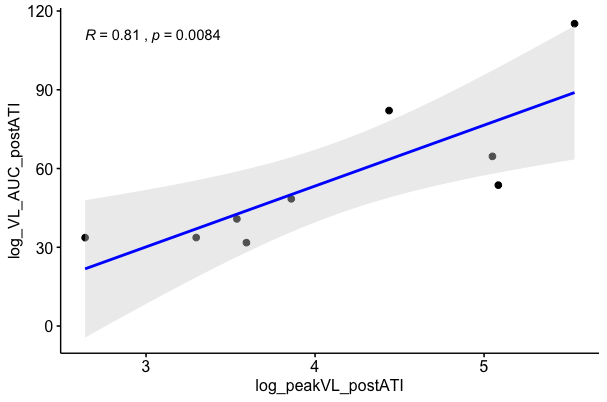 R = 0.81 , p = 0.0084
120
90
60
30
0
log_VL_AUC_postATI
3 4 5
log_peakVL_postATI